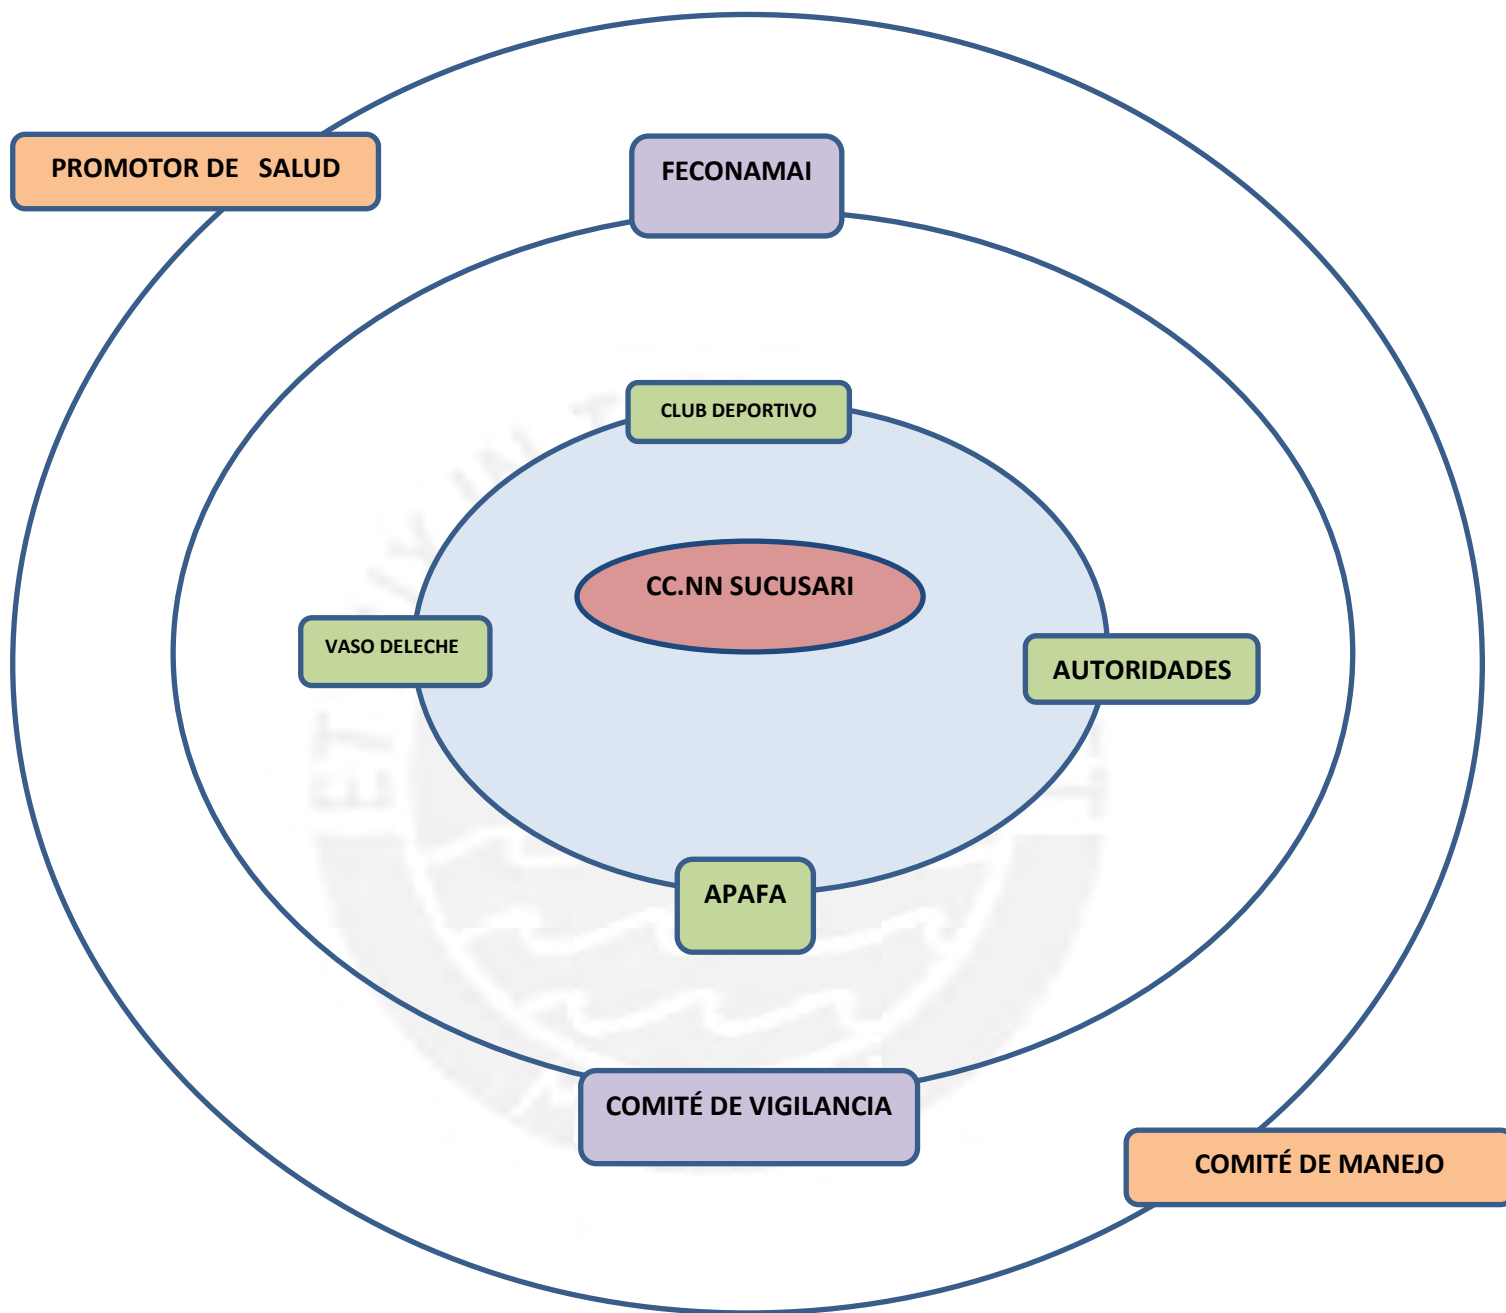 PROMOTOR DE SALUD
FECONAMAI
CLUB DEPORTIVO
CC.NN SUCUSARI
VASO DELECHE
AUTORIDADES
APAFA
COMITÉ DE VIGILANCIA
COMITÉ DE MANEJO